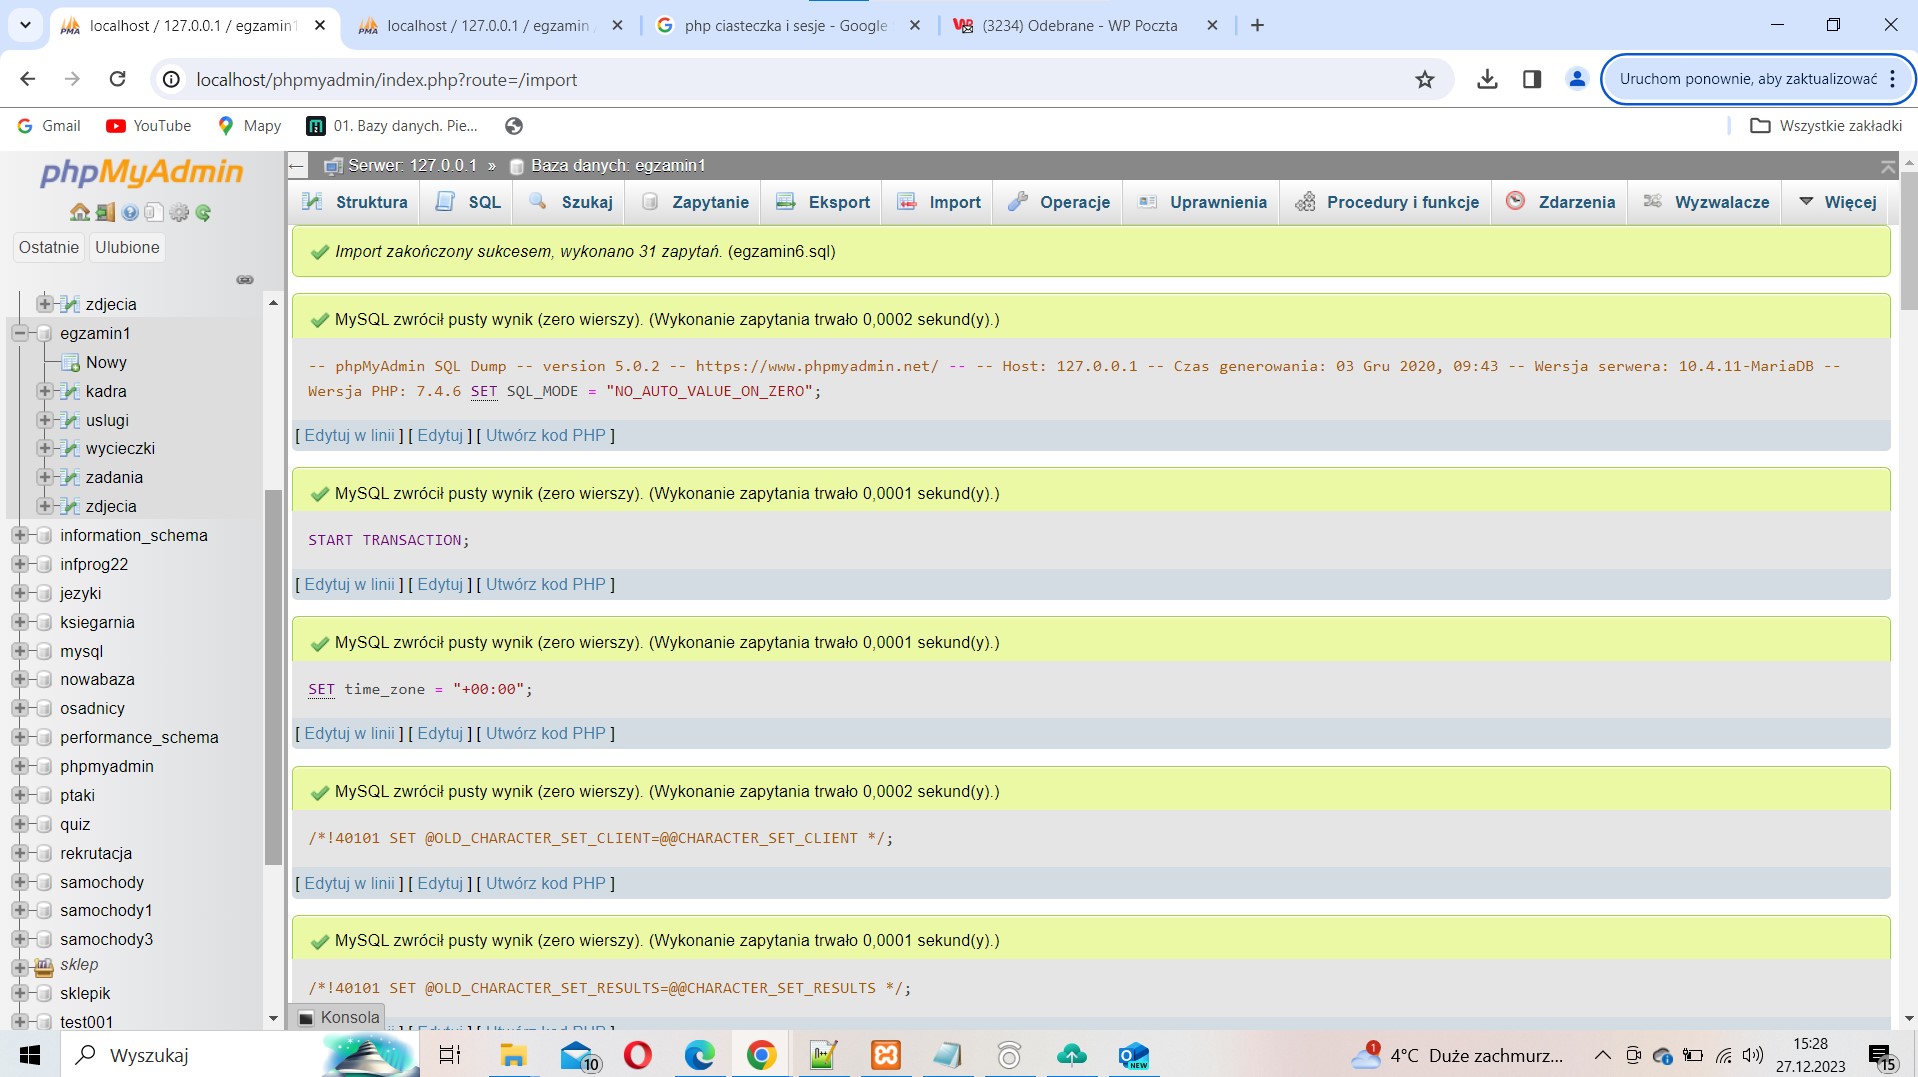 localhost / 127.0.0.1 / egzamin1
localhost / 127.0.0.1 / egzamin
php ciasteczka i sesje - Google
(3234) Odebrane - WP Poczta
localhost/phpmyadmin/index.php?route=/import
Uruchom ponownie, aby zaktualizować
Gmail
YouTube
Mapy
01. Bazy danych. Pie...
Wszystkie zakładki
phpMyAdmin
Ostatnie
Ulubione
zdjecia
egzamin1
Nowy
kadra
uslugi
wycieczki
zadania
zdjecia
information_schema
infprog22
jezyki
ksiegarnia
mysql
nowabaza
osadnicy
performance_schema
phpmyadmin
ptaki
quiz
rekrutacja
samochody
samochody1
samochody3
sklep
sklepik
test001
Serwer: 127.0.0.1 » Baza danych: egzamin1
Struktura
SQL
Szukaj
Zapytanie
Eksport
Import
Operacje
Uprawnienia
Procedury i funkcje
Zdarzenia
Wyzwalacze
Więcej
Import zakończony sukcesem, wykonano 31 zapytań. (egzamin6.sql)
MySQL zwrócił pusty wynik (zero wierszy). (Wykonanie zapytania trwało 0,0002 sekund(y).)
-- phpMyAdmin SQL Dump -- version 5.0.2 -- https://www.phpmyadmin.net/ -- -- Host: 127.0.0.1 -- Czas generowania: 03 Gru 2020, 09:43 -- Wersja serwera: 10.4.11-MariaDB --
Wersja PHP: 7.4.6 SET SQL_MODE = "NO_AUTO_VALUE_ON_ZERO";
[ Edytuj w linii ] [ Edytuj ] [ Utwórz kod PHP ]
MySQL zwrócił pusty wynik (zero wierszy). (Wykonanie zapytania trwało 0,0001 sekund(y).)
START TRANSACTION;
[ Edytuj w linii ] [ Edytuj ] [ Utwórz kod PHP ]
MySQL zwrócił pusty wynik (zero wierszy). (Wykonanie zapytania trwało 0,0001 sekund(y).)
SET time_zone = "+00:00";
[ Edytuj w linii ] [ Edytuj ] [ Utwórz kod PHP ]
MySQL zwrócił pusty wynik (zero wierszy). (Wykonanie zapytania trwało 0,0002 sekund(y).)
/*!40101 SET @OLD_CHARACTER_SET_CLIENT=@@CHARACTER_SET_CLIENT */;
[ Edytuj w linii ] [ Edytuj ] [ Utwórz kod PHP ]
MySQL zwrócił pusty wynik (zero wierszy). (Wykonanie zapytania trwało 0,0001 sekund(y).)
/*!40101 SET @OLD_CHARACTER_SET_RESULTS=@@CHARACTER_SET_RESULTS */;
Konsola
Wyszukaj
10
NEW
1
4°C Duże zachmurz...
15:28
27.12.2023
15